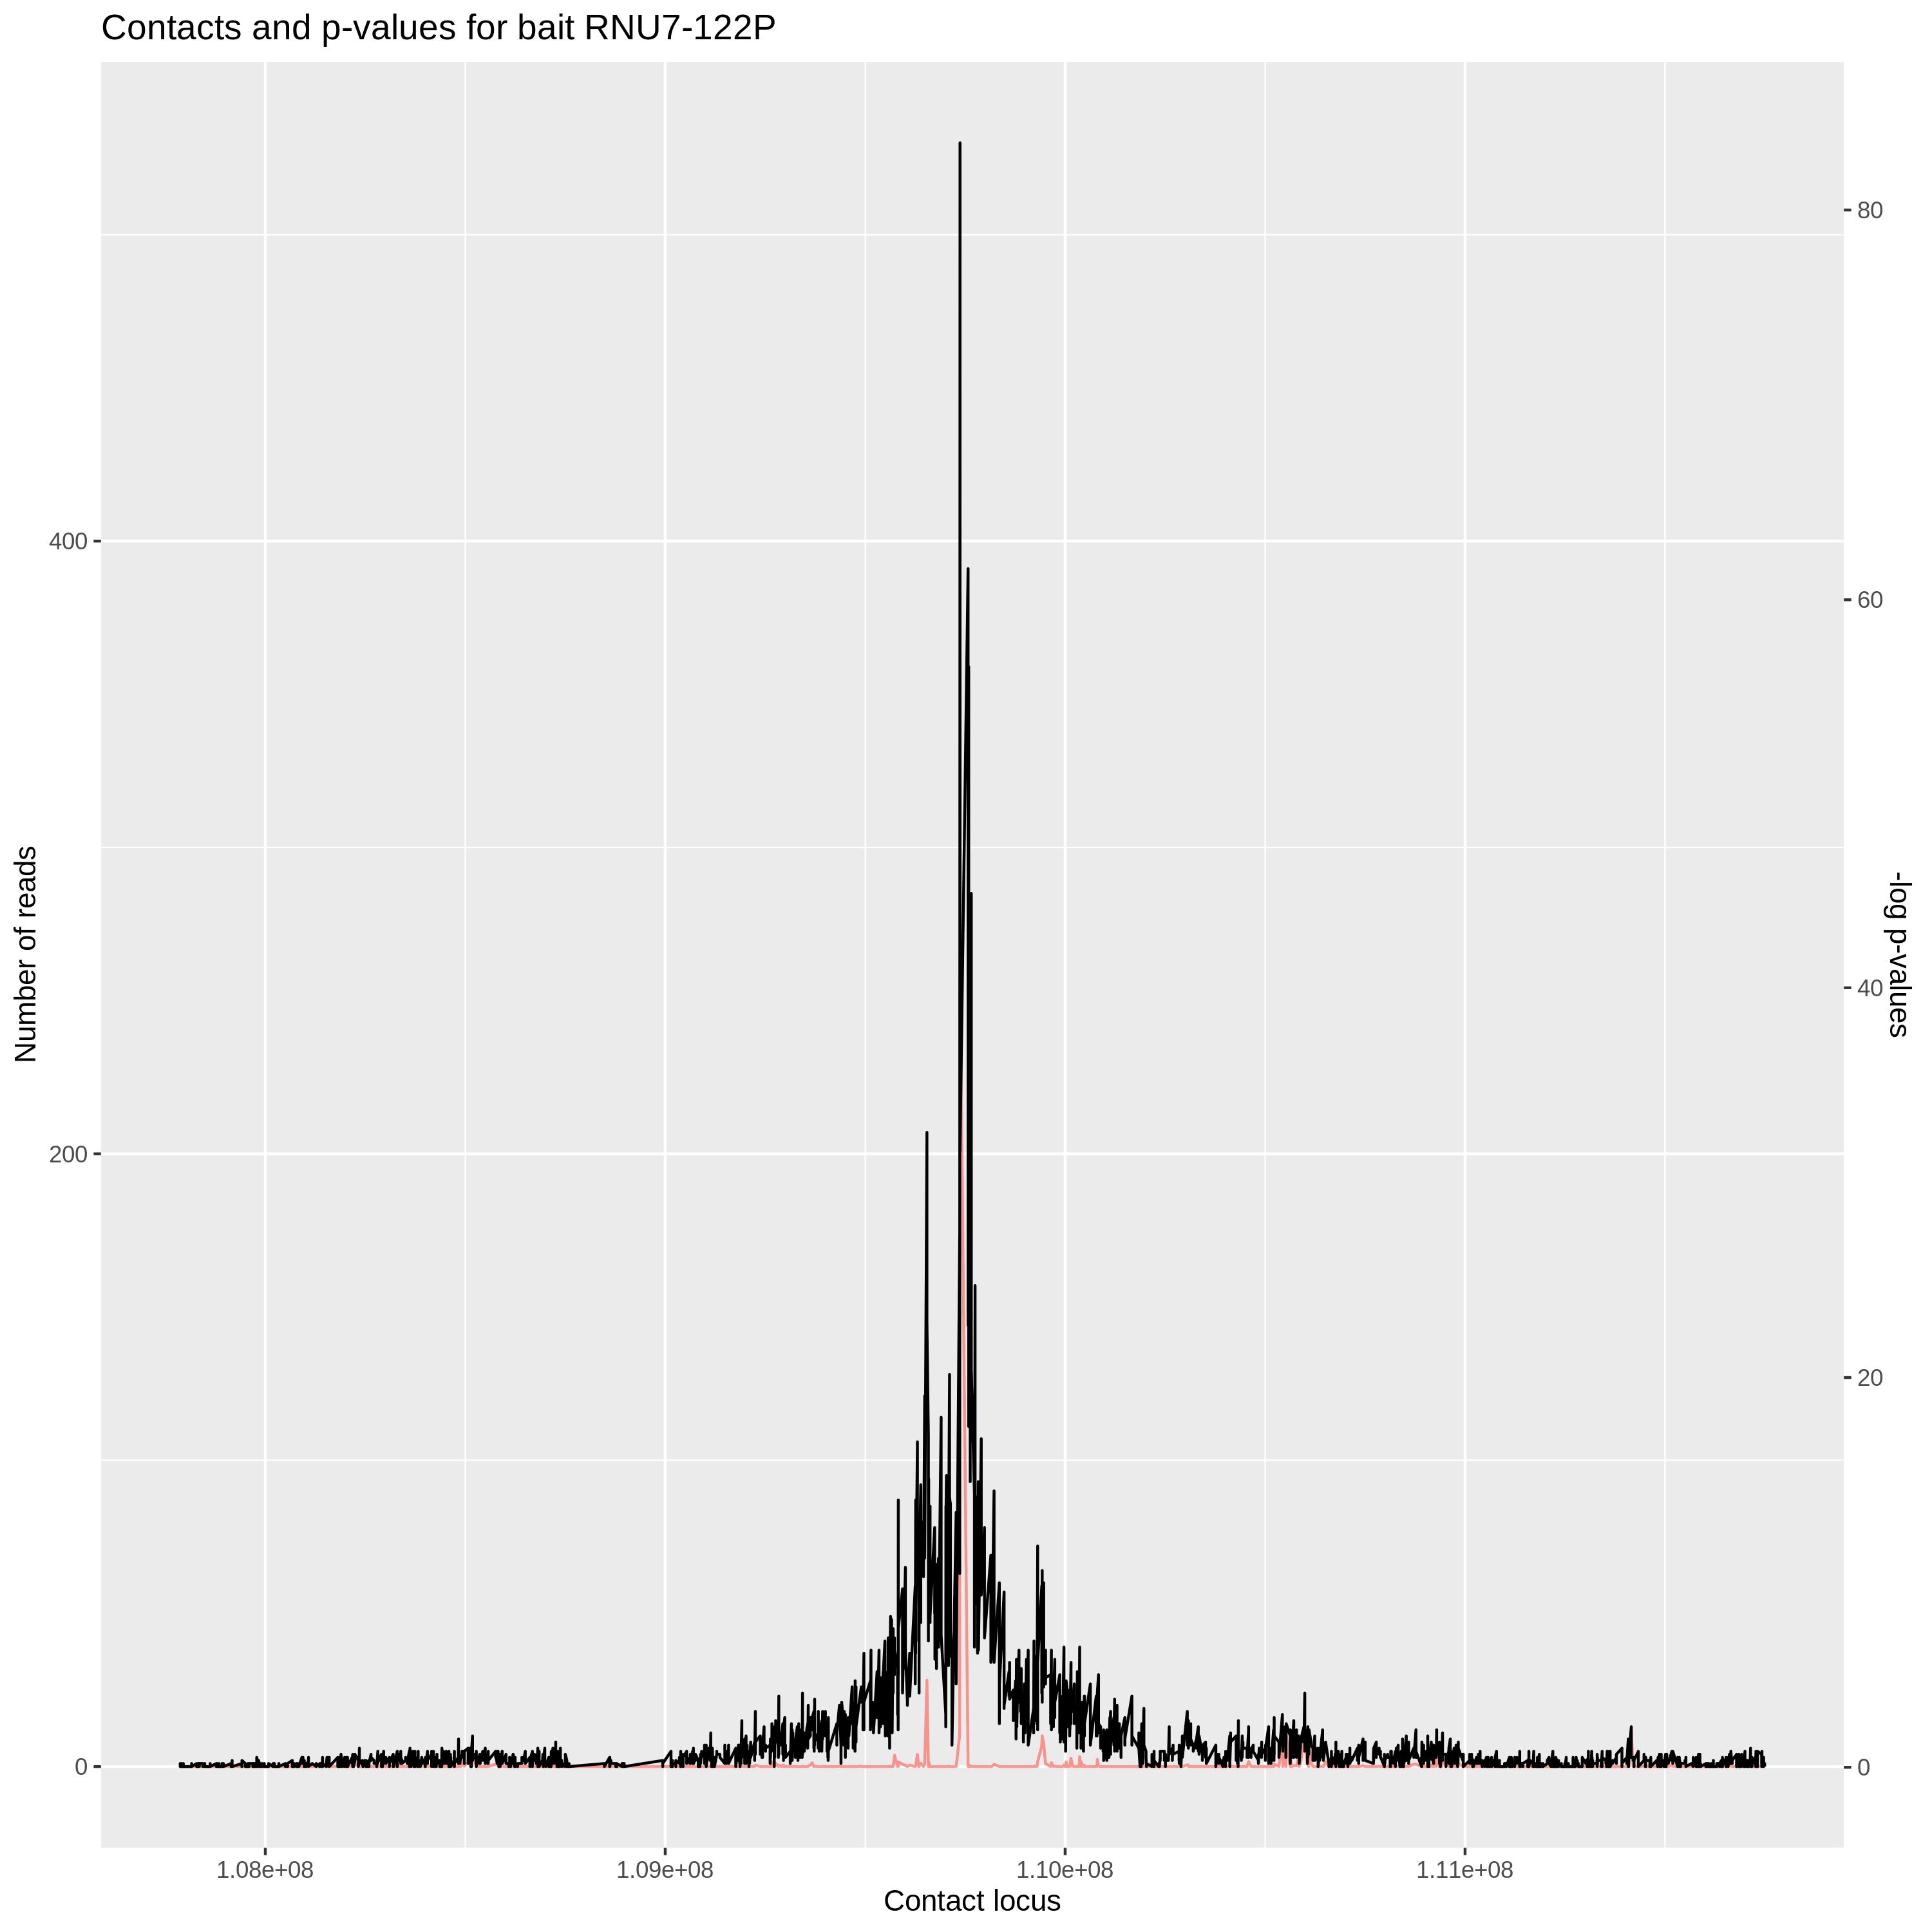 Contacts and p-values for bait RNU7-122P
Number of reads
400
200
0
80
60
40
20
0
-log p-values
1.08e+08
1.09e+08
1.10e+08
1.11e+08
Contact locus